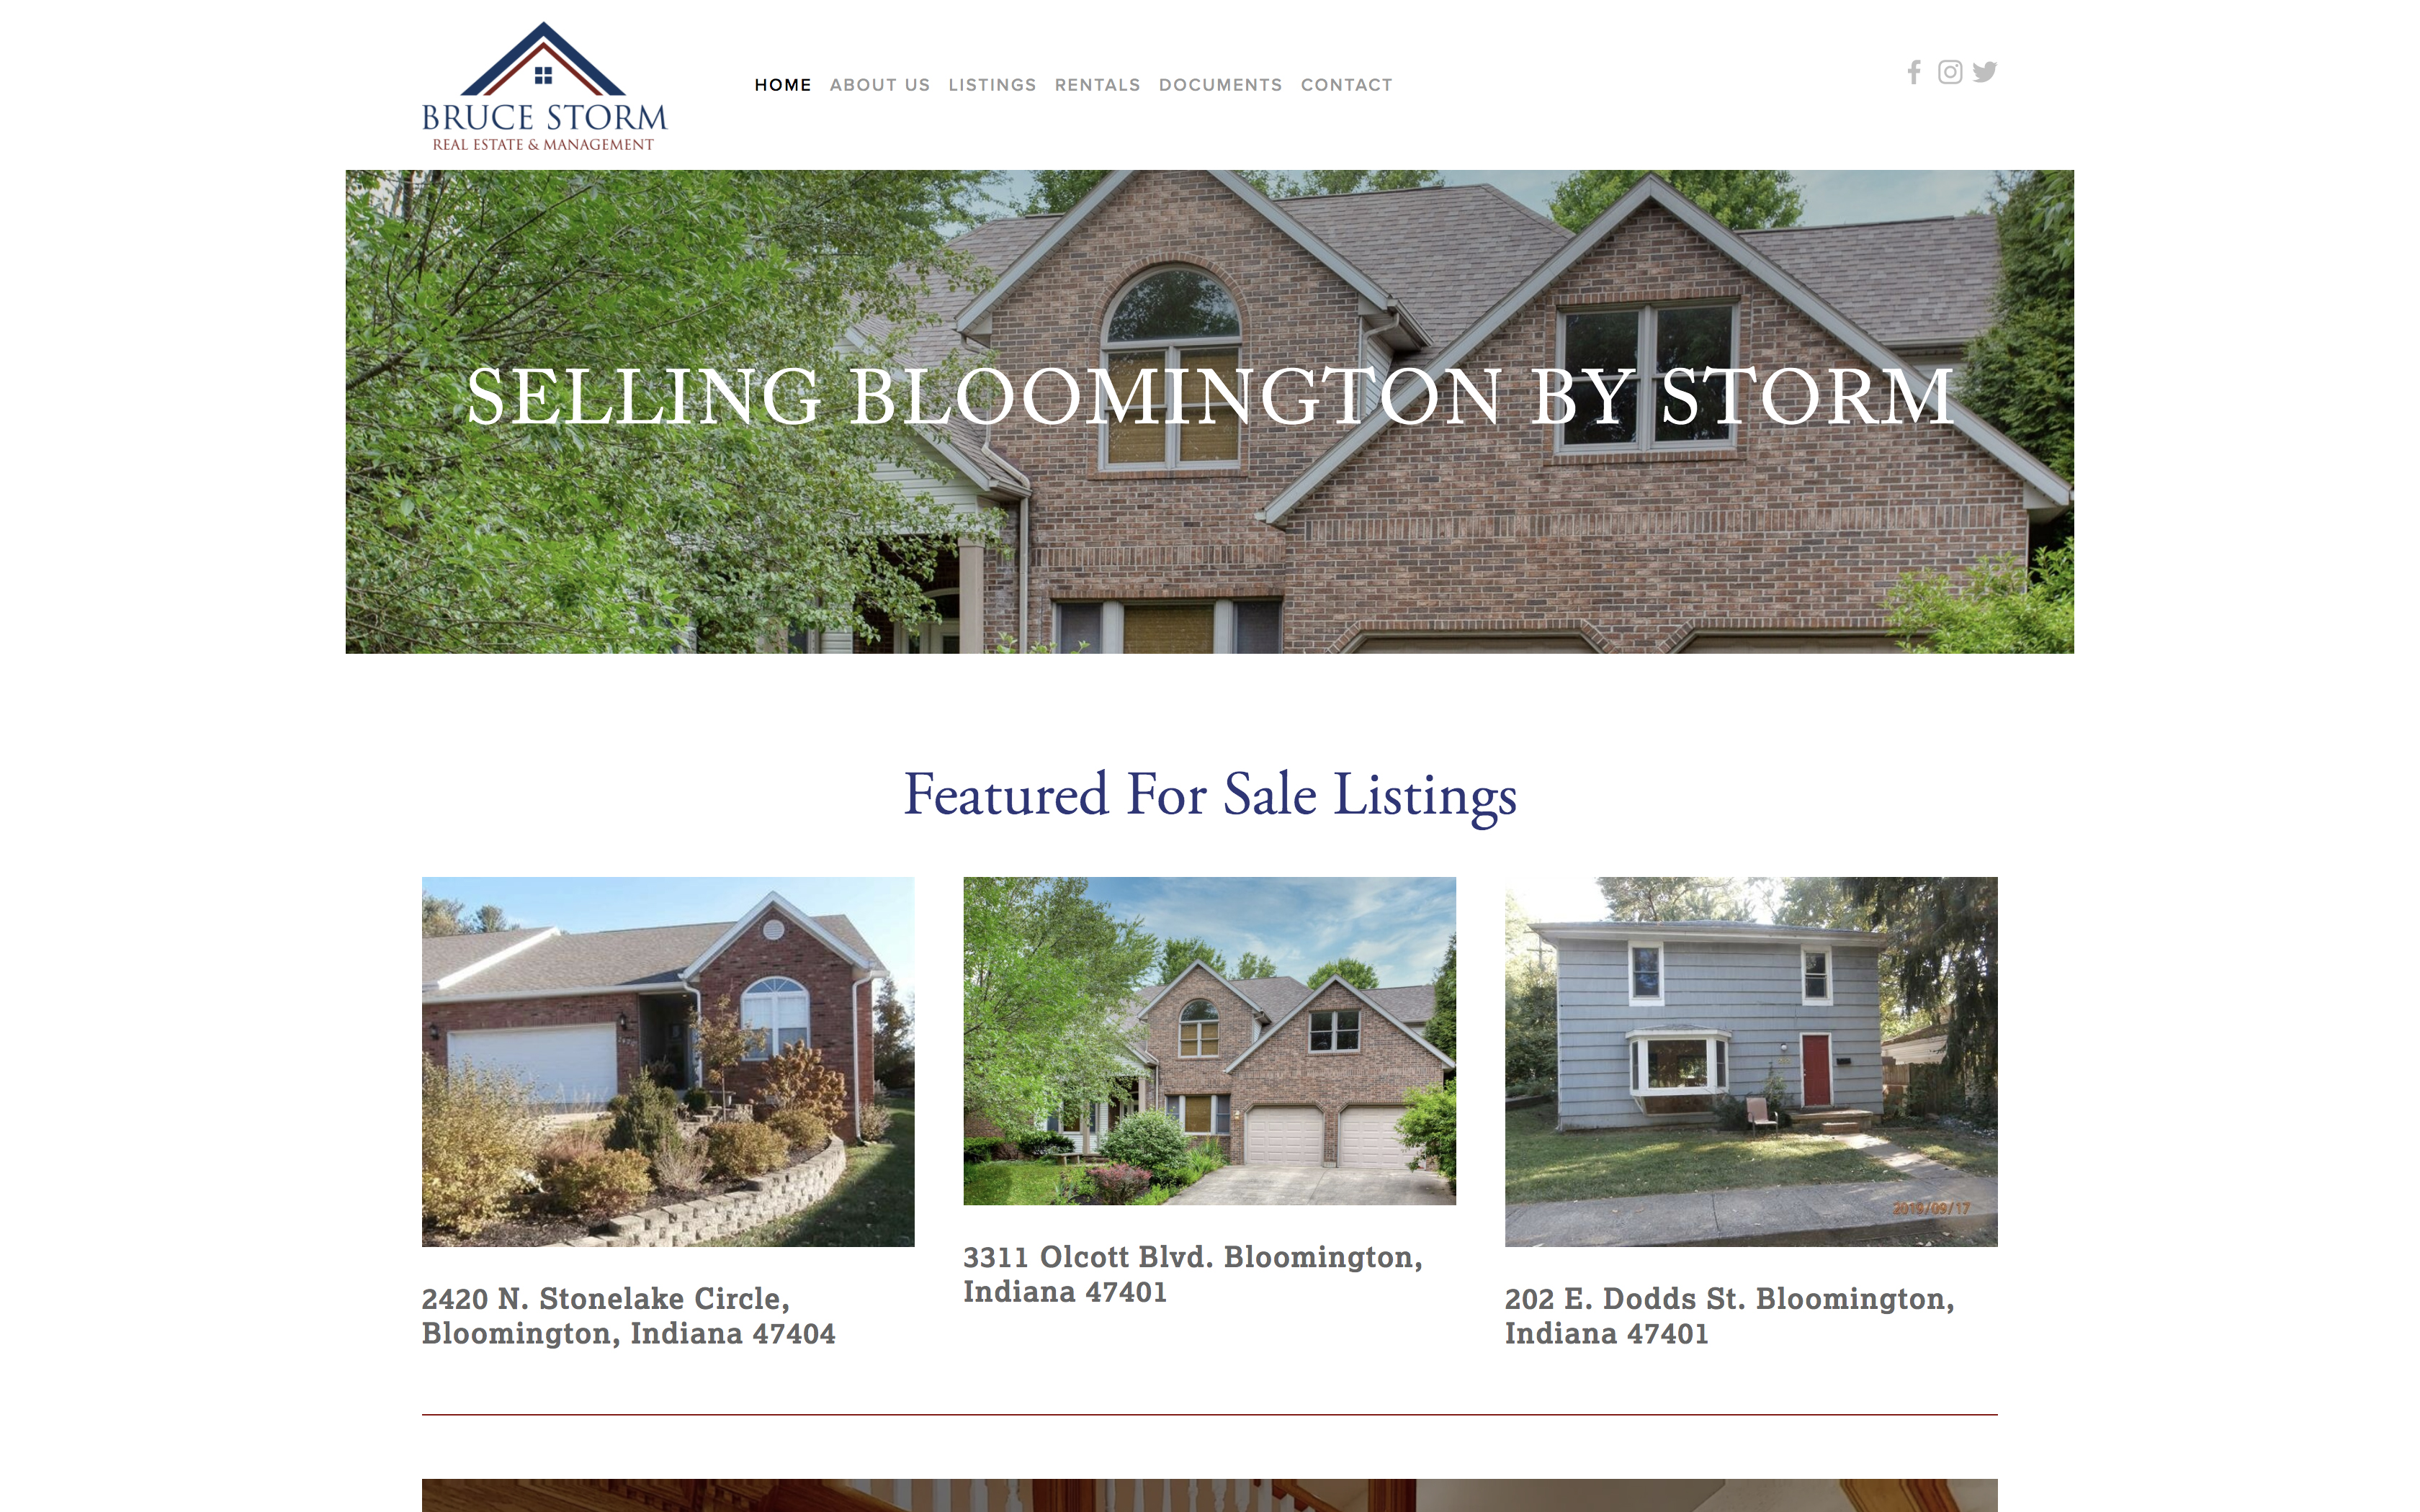 BRUCE STORM
REAL ESTATE & MANAGEMENT
HOME ABOUT US LISTINGS RENTALS DOCUMENTS CONTACT
SELLING BLOOMINGTON BY STORM
Featured For Sale Listings
2019/09/17
2420 N. Stonelake Circle,
Bloomington, Indiana 47404
3311 Olcott Blvd. Bloomington,
Indiana 47401
202 E. Dodds St. Bloomington,
Indiana 47401